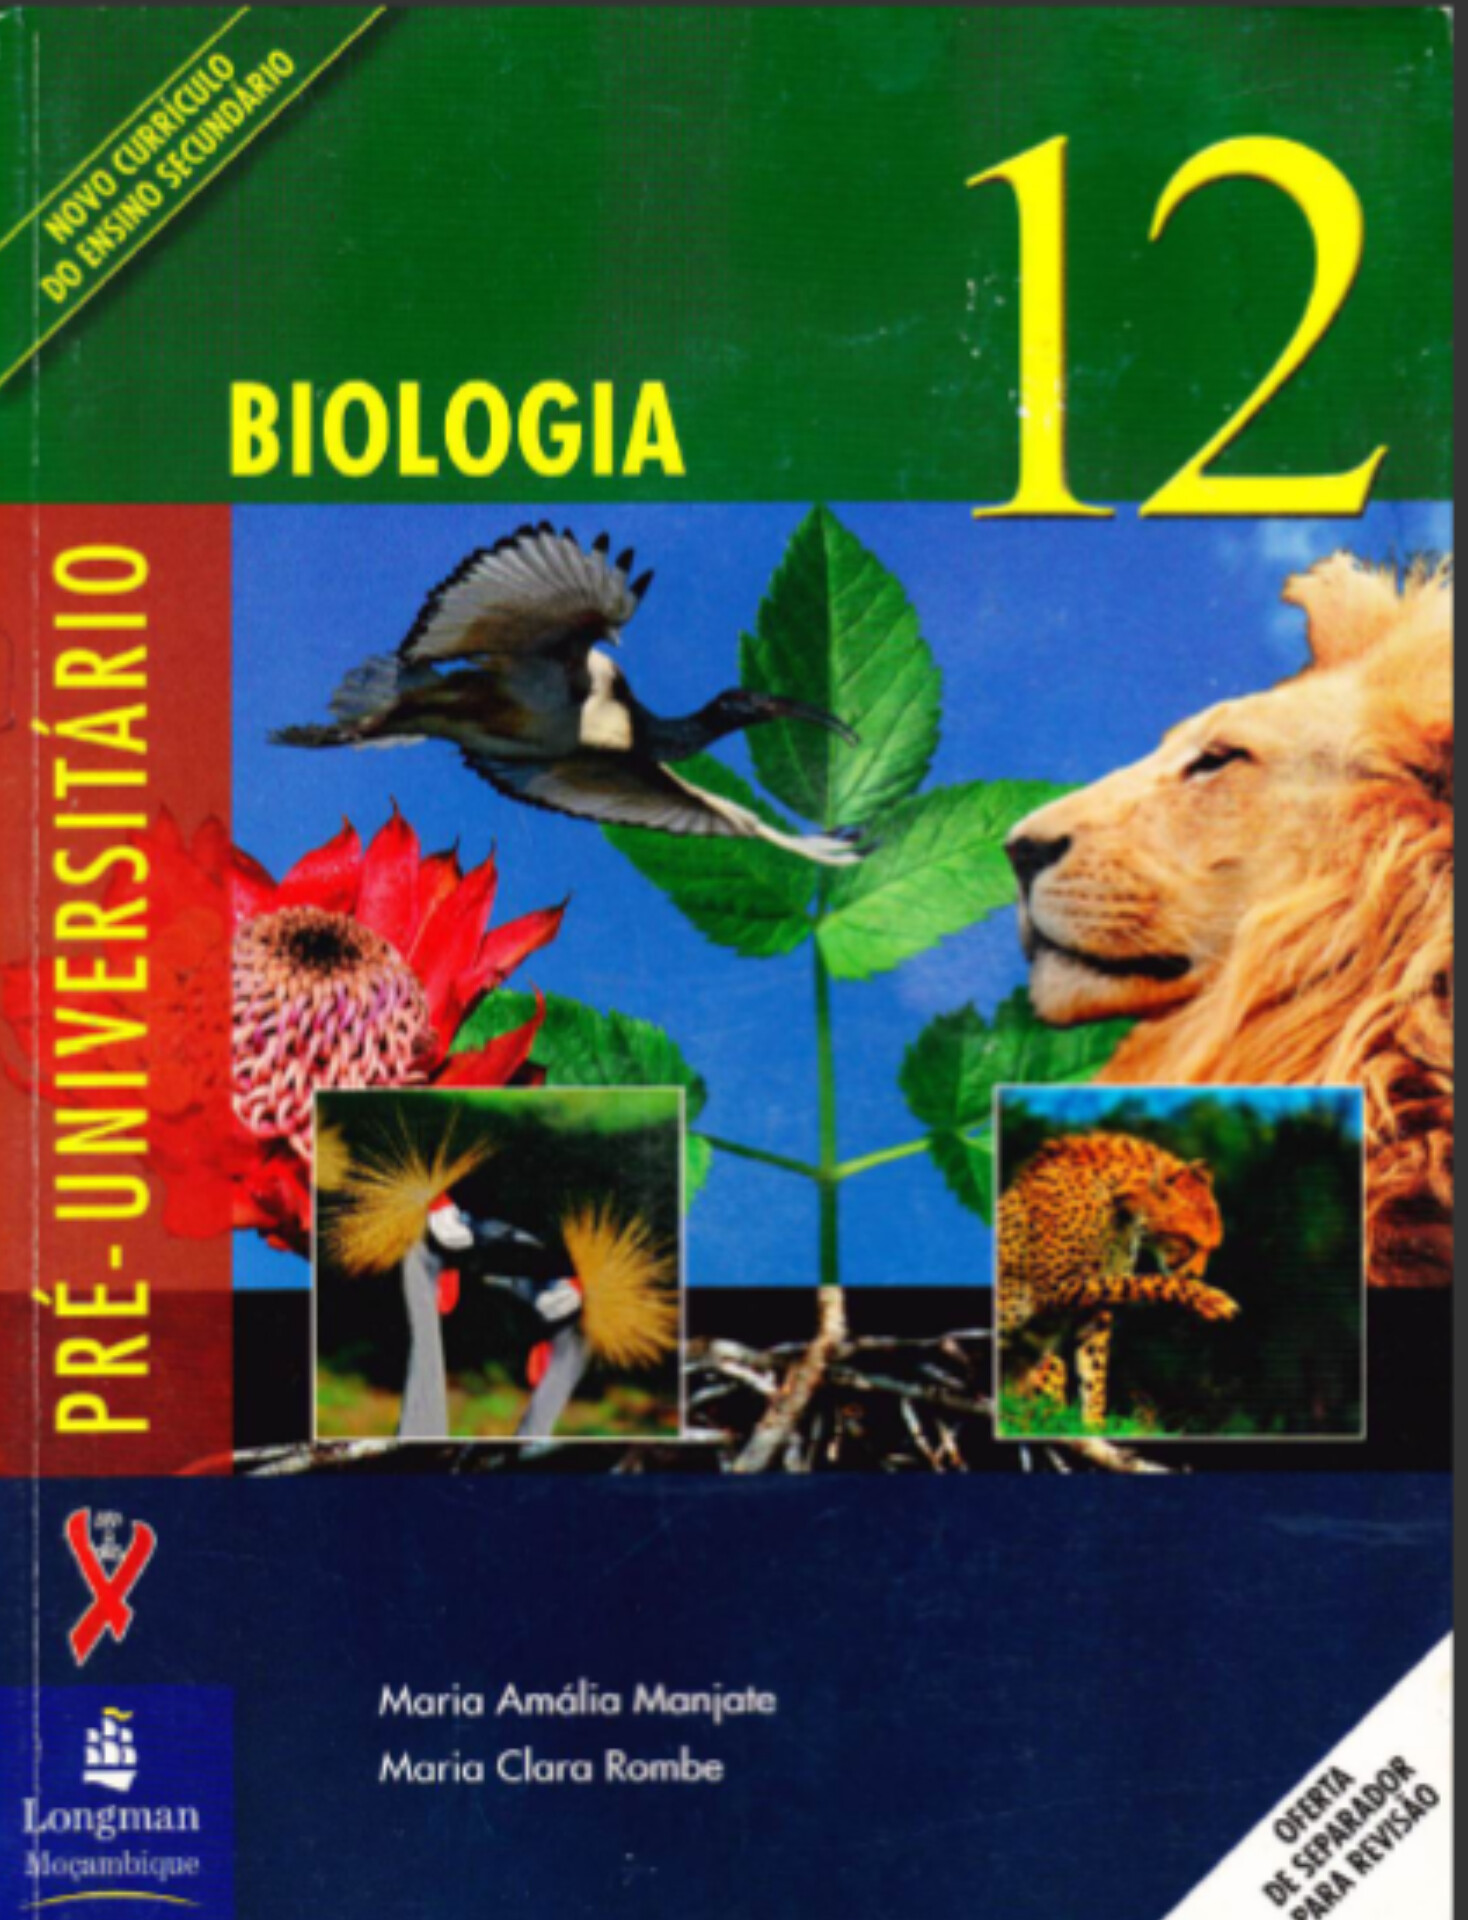 NOVO CURRÍCULO
DO ENSINO SECUNDÁRIO
12
BIOLOGIA
PRÉ-UNIVERSITÁRIO
Maria Amália Manjate
Maria Clara Rombe
Longman
Moçambique
OFERTA
DE SEPARADOR
PARA REVISÃO